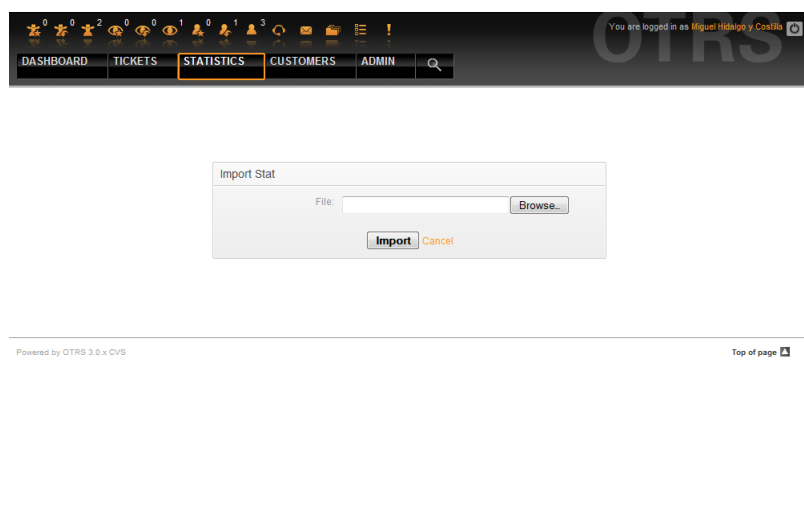 0 0 2 0 0 1 0 1 3 !
You are logged in as Miguel Hidalgo y Costilla
OTRS
DASHBOARD TICKETS STATISTICS CUSTOMERS ADMIN
Import Stat
File: Browse..
Import Cancel
Powered by OTRS 3.0.x CVS Top of page